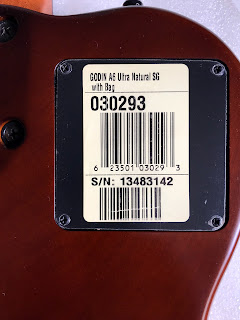 GODIN A6 Ultra Natural SG
with Bag
030293
6 23501 03029 3
S/N: 13483142